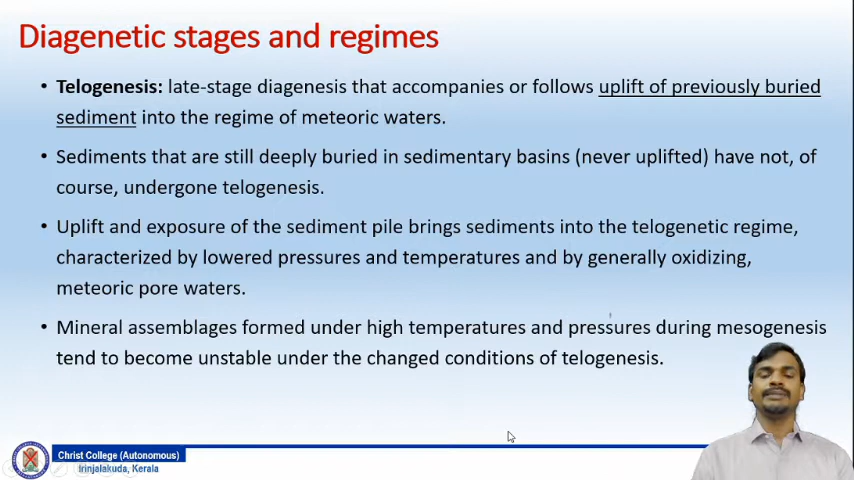 Diagenetic stages and regimes
• Telogenesis: late-stage diagenesis that accompanies or follows uplift of previously buried
sediment into the regime of meteoric waters.
• Sediments that are still deeply buried in sedimentary basins (never uplifted) have not, of
course, undergone telogenesis.
• Uplift and exposure of the sediment pile brings sediments into the telogenetic regime,
characterized by lowered pressures and temperatures and by generally oxidizing,
meteoric pore waters.
• Mineral assemblages formed under high temperatures and pressures during mesogenesis
tend to become unstable under the changed conditions of telogenesis.
Christ College (Autonomous)
Irinjalakuda, Kerala